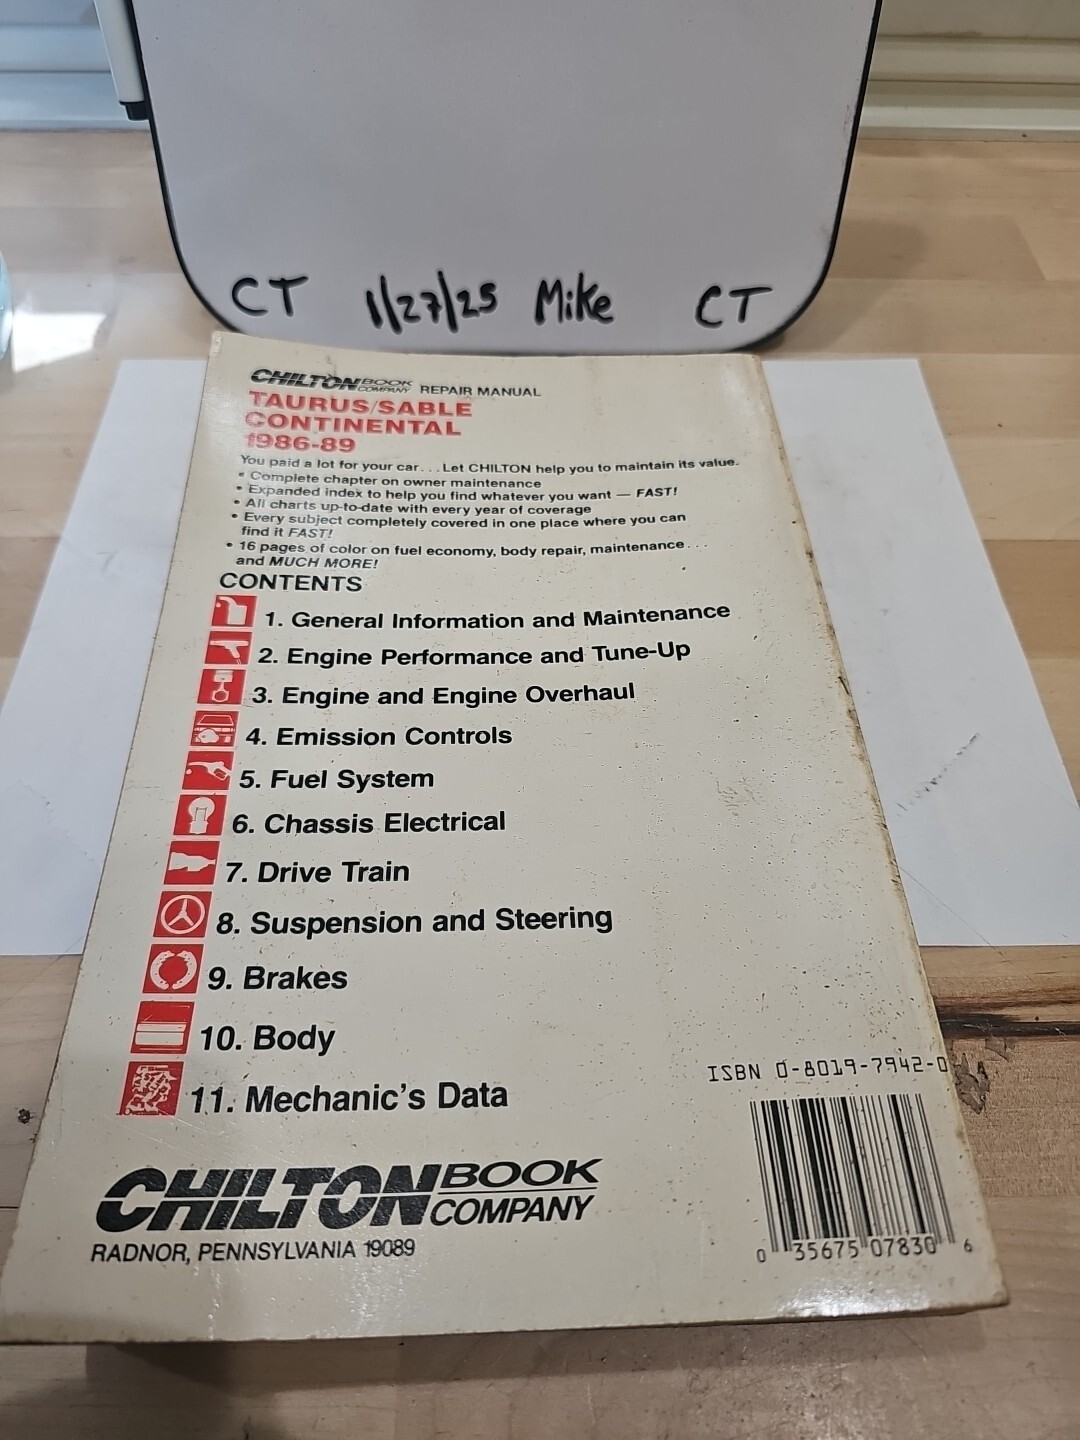 CT 1/27/25 Mike CT
CHILTON BOOK COMPANY REPAIR MANUAL
TAURUS/SABLE
CONTINENTAL
1986-89
You paid a lot for your car... Let CHILTON help you to maintain its value.
• Complete chapter on owner maintenance
• Expanded index to help you find whatever you want — FAST!
• All charts up-to-date with every year of coverage
• Every subject completely covered in one place where you can
find it FAST!
• 16 pages of color on fuel economy, body repair, maintenance...
and MUCH MORE!
CONTENTS
1. General Information and Maintenance
2. Engine Performance and Tune-Up
3. Engine and Engine Overhaul
4. Emission Controls
5. Fuel System
6. Chassis Electrical
7. Drive Train
8. Suspension and Steering
9. Brakes
10. Body
11. Mechanic's Data
ISBN 0-8019-7942-0
CHILTON BOOK COMPANY
RADNOR, PENNSYLVANIA 19089
0 35675 07830 6